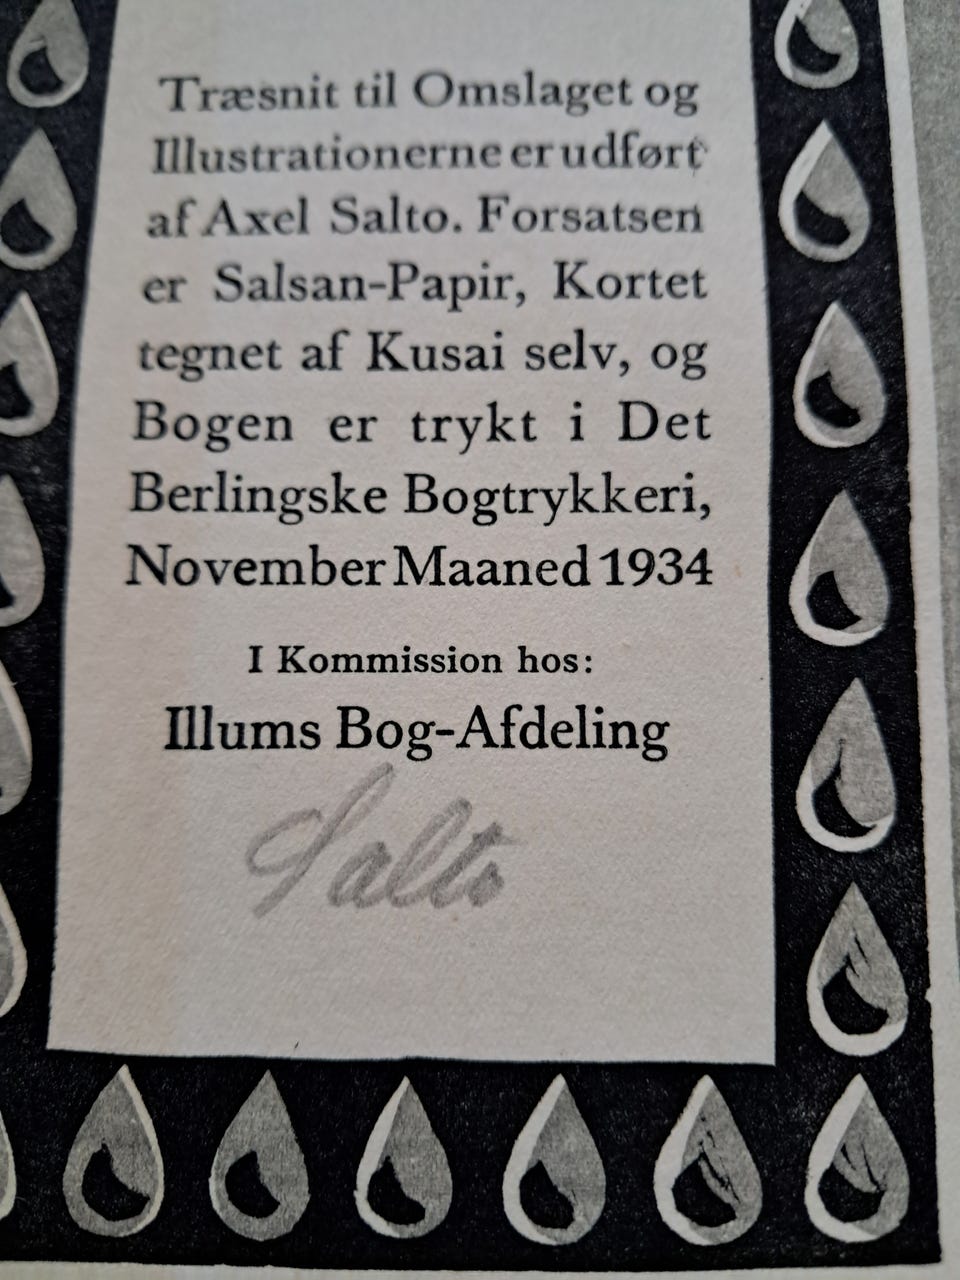 Træsnit til Omslaget og
Illustrationerne er udført
af Axel Salto. Forsatsen
er Salsan-Papir, Kortet
tegnet af Kusai selv, og
Bogen er trykt i Det
Berlingske Bogtrykkeri,
November Maaned 1934
I Kommission hos:
Illums Bog-Afdeling
Salto